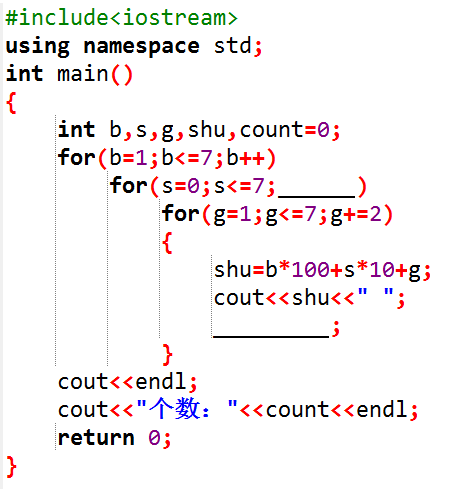 #include<iostream>
using namespace std;
int main()
{
int b,s,g,shu,count=0;
for(b=1;b<=7;b++)
for(s=0;s<=7;______)
for(g=1;g<=7;g+=2)
{
shu=b*100+s*10+g;
cout<<shu<<" ";
_________;
}
cout<<endl;
cout<<"个数："<<count<<endl;
return 0;
}